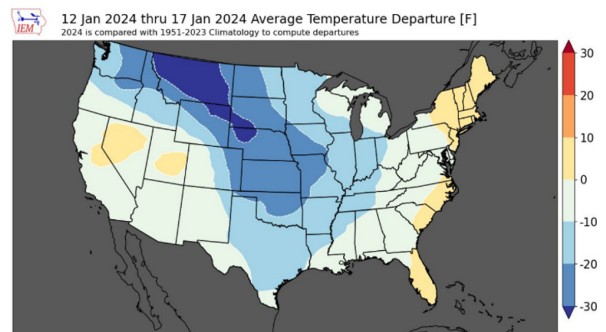 IEM
12 Jan 2024 thru 17 Jan 2024 Average Temperature Departure [F]
2024 is compared with 1951-2023 Climatology to compute departures
30
20
10
0
-10
-20
-30